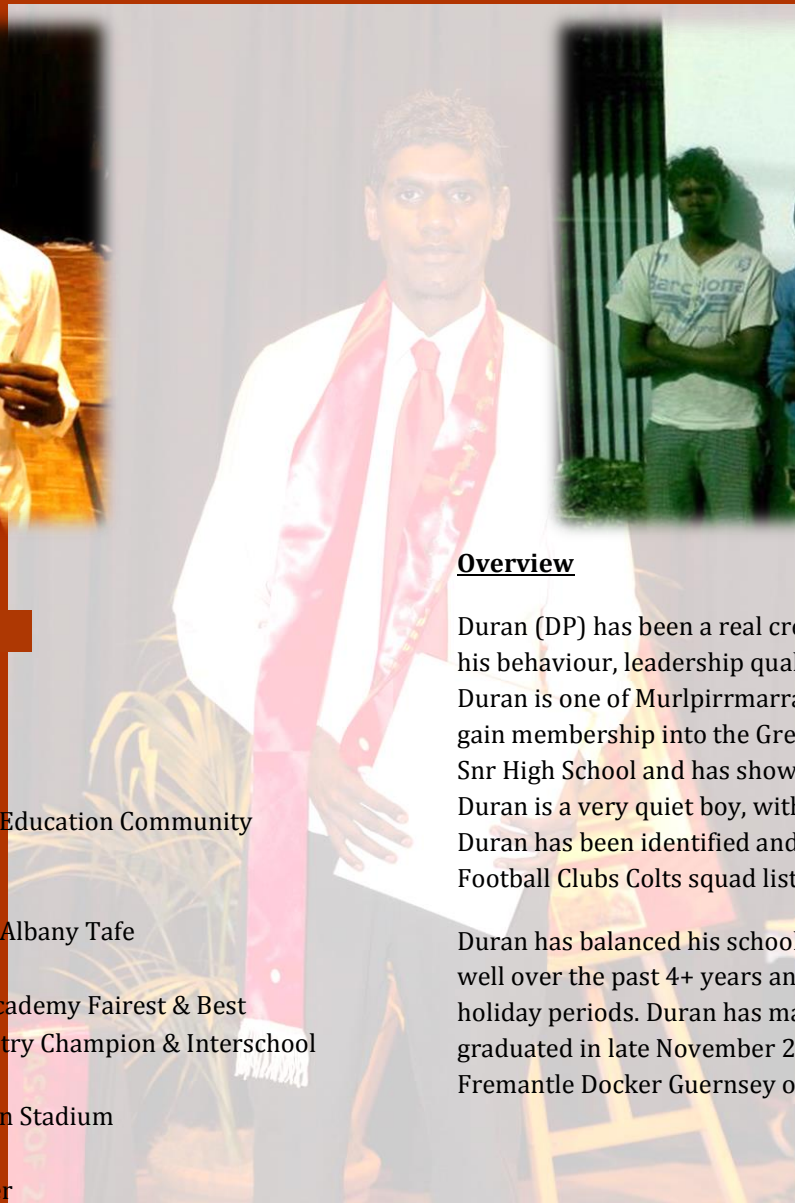 Education Community
Albany Tafe
cademy Fairest & Best
try Champion & Interschool
n Stadium
er
Overview
Duran (DP) has been a real cre
his behaviour, leadership qual
Duran is one of Murlpirrmarra
gain membership into the Gre
Snr High School and has show
Duran is a very quiet boy, with
Duran has been identified and
Football Clubs Colts squad list
Duran has balanced his school
well over the past 4+ years an
holiday periods. Duran has ma
graduated in late November 2
Fremantle Docker Guernsey o
Barcelona
ASS OF 2